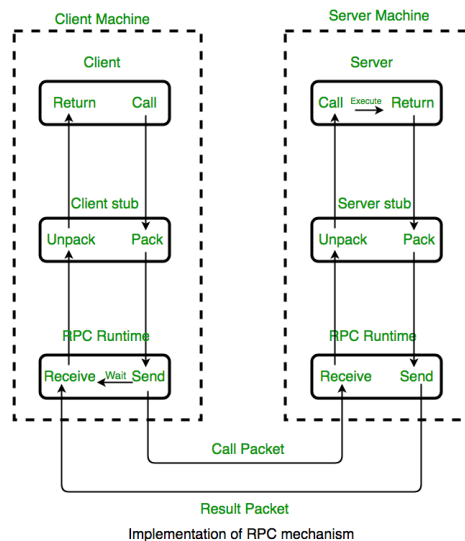 Client Machine
Server Machine
Client
Server
Return Call
Call Execute Return
Client stub
Server stub
Unpack Pack
Unpack Pack
RPC Runtime
RPC Runtime
Receive Wait Send
Receive Send
Call Packet
Result Packet
Implementation of RPC mechanism